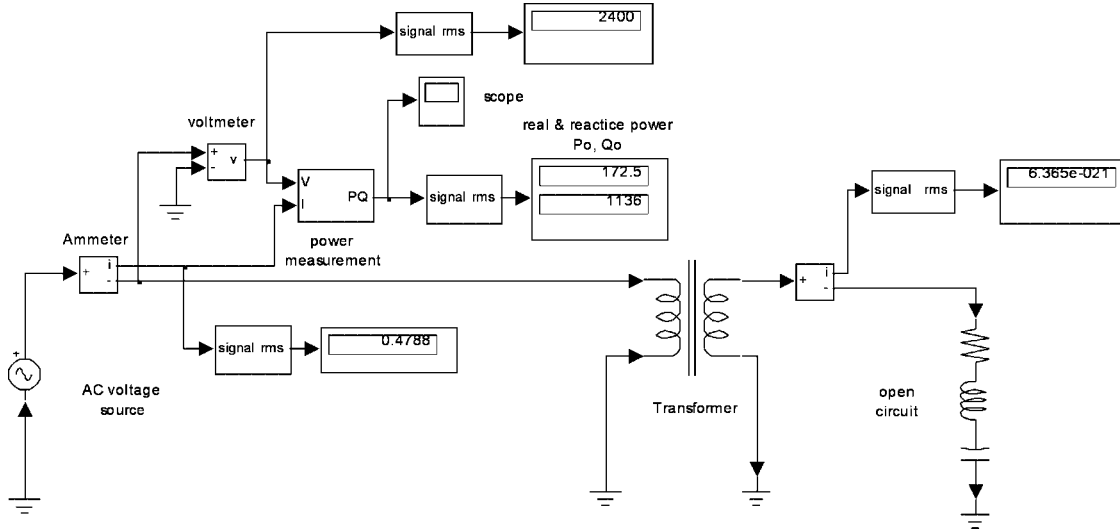 signal rms
2400
scope
voltmeter
+
-
v
real & reactice power
Po, Qo
V
I
PQ
signal rms
172.5
1136
signal rms
6.365e-021
Ammeter
power
measurement
+
i
-
+
i
-
signal rms
0.4788
+
AC voltage
source
Transformer
open
circuit